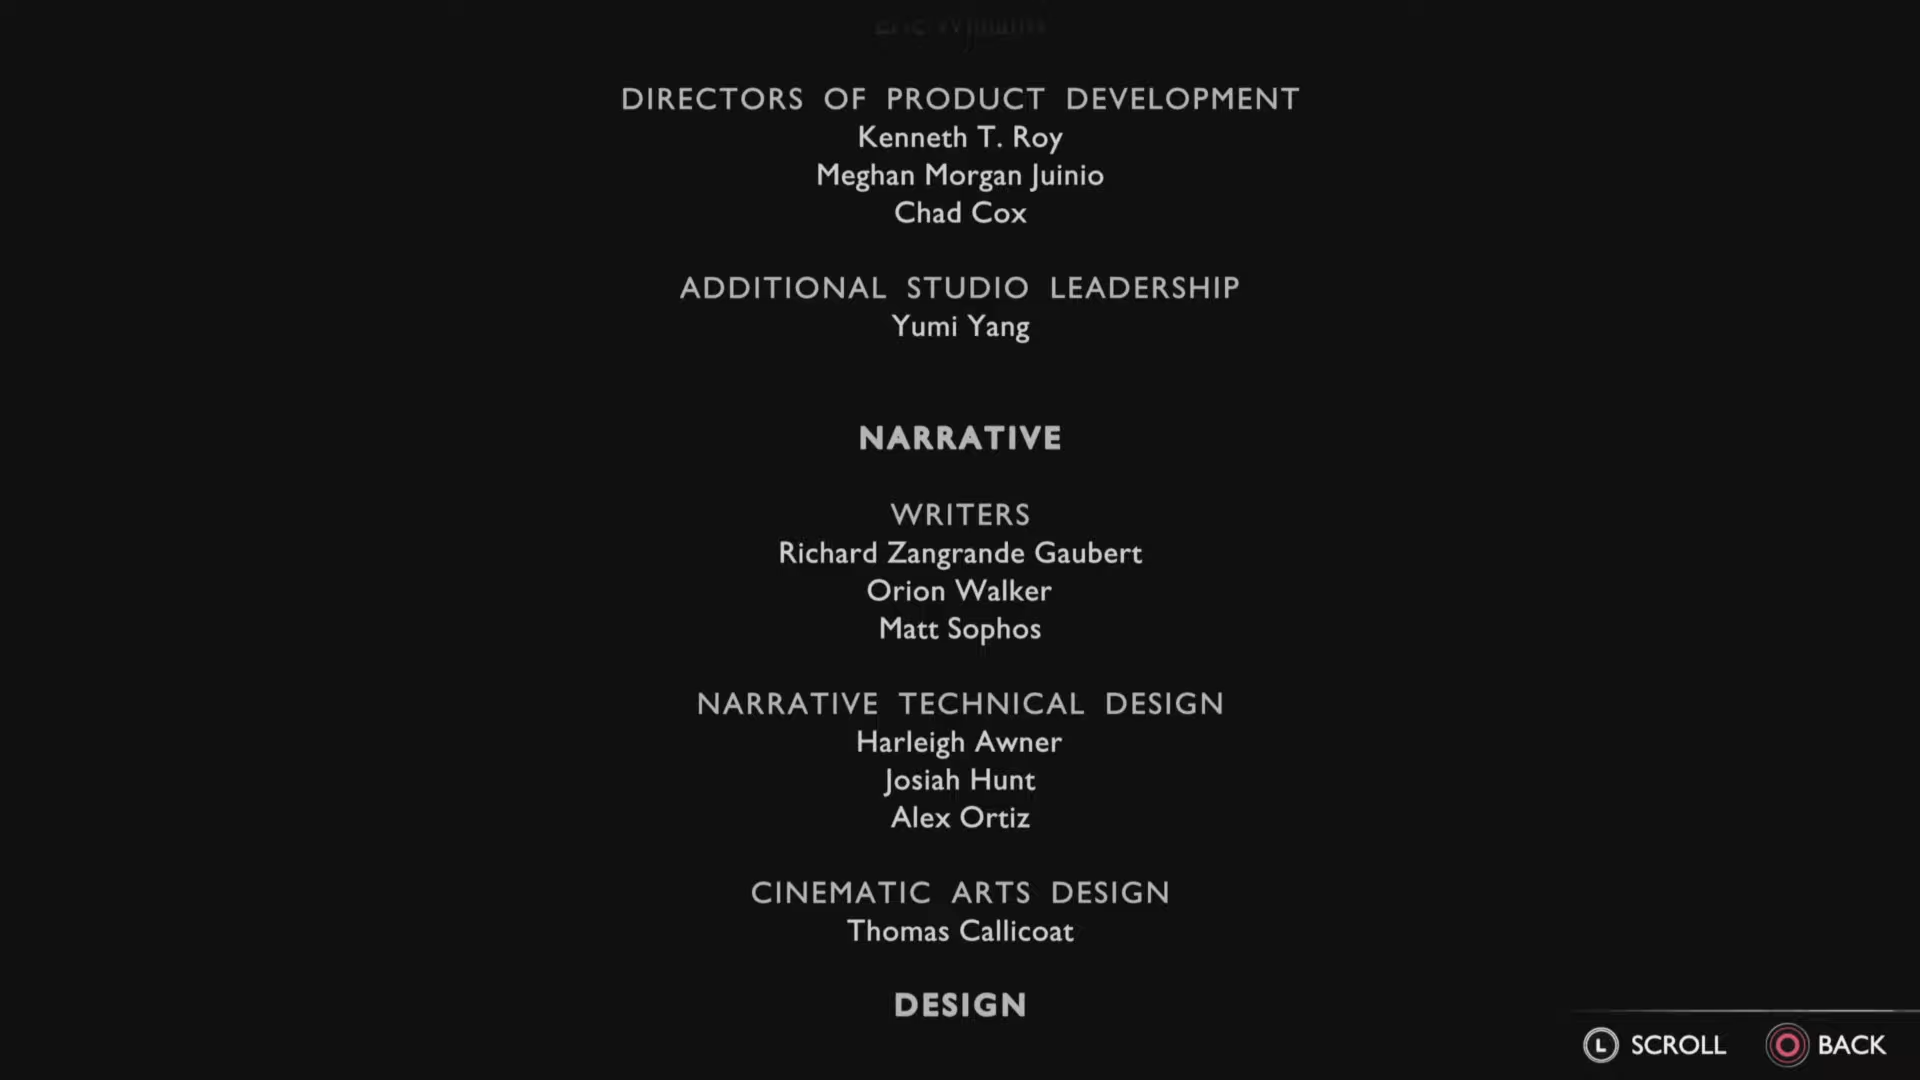 DIRECTORS OF PRODUCT DEVELOPMENT
Kenneth T. Roy
Meghan Morgan Juinio
Chad Cox
ADDITIONAL STUDIO LEADERSHIP
Yumi Yang
NARRATIVE
WRITERS
Richard Zangrande Gaubert
Orion Walker
Matt Sophos
NARRATIVE TECHNICAL DESIGN
Harleigh Awner
Josiah Hunt
Alex Ortiz
CINEMATIC ARTS DESIGN
Thomas Callicoat
DESIGN
L SCROLL BACK